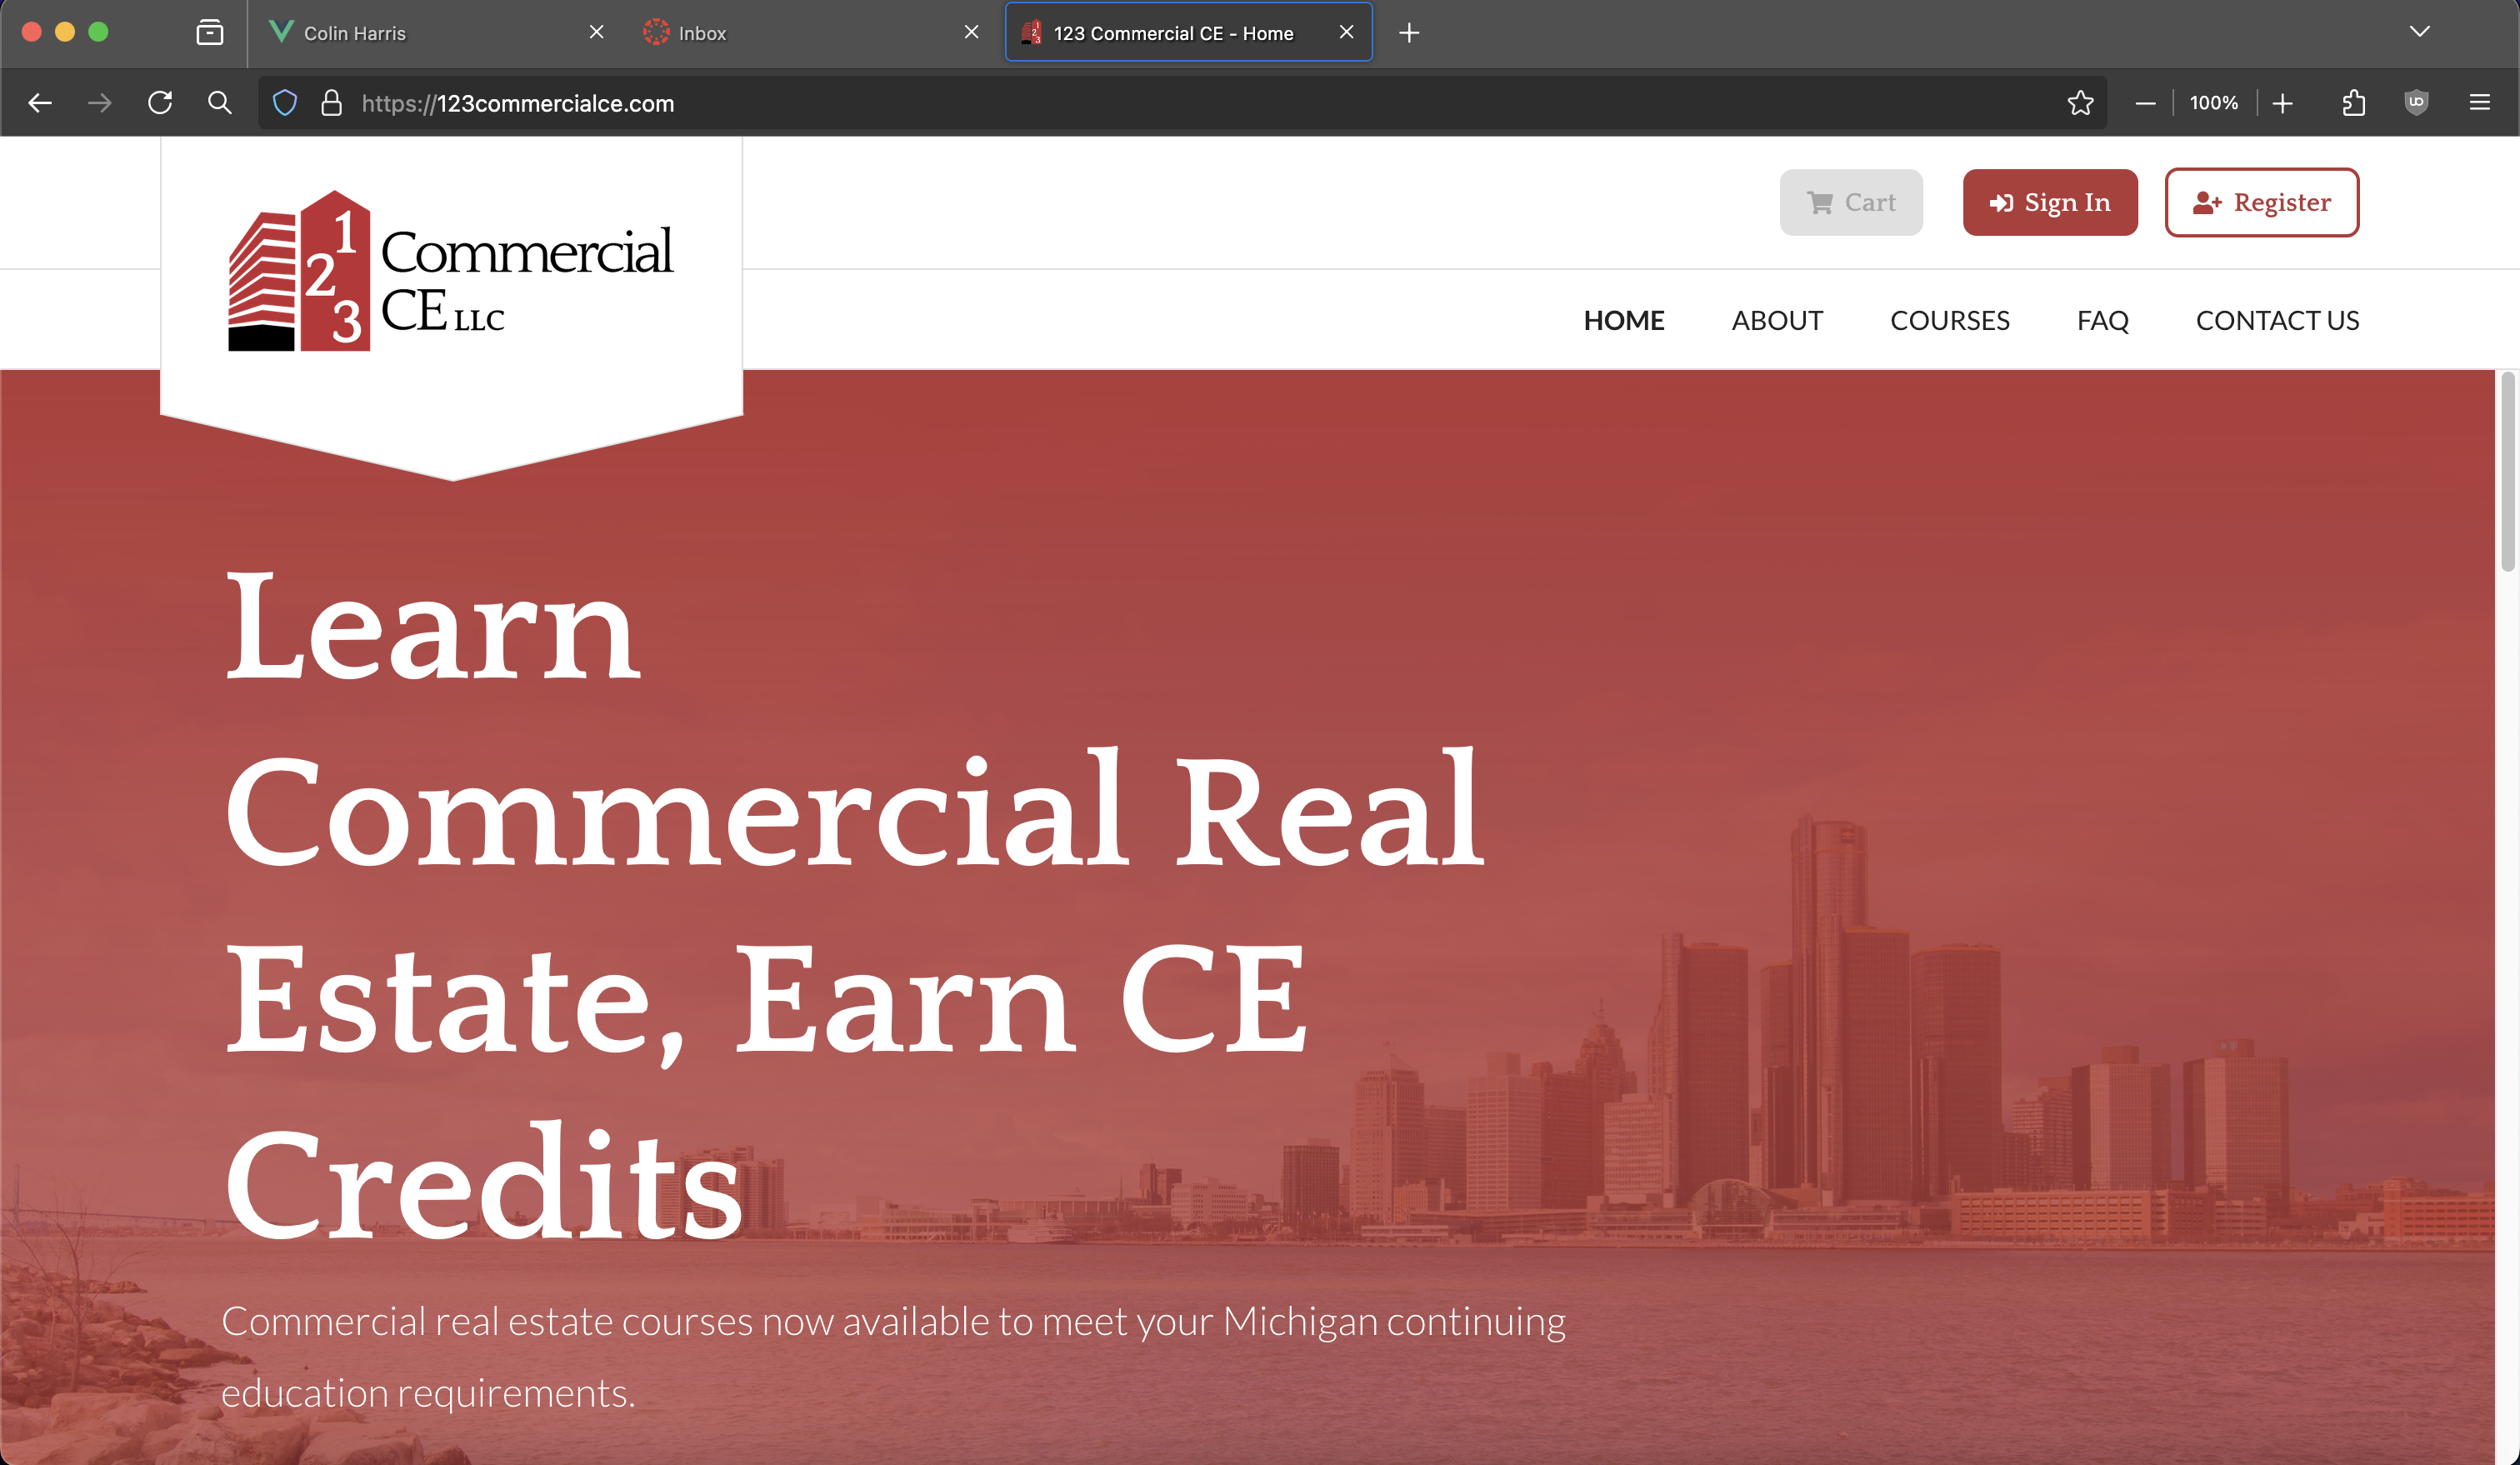 Colin Harris
Inbox
123 Commercial CE - Home
https://123commercialce.com
100%
1
2
3
Commercial
CE LLC
Cart
Sign In
Register
HOME
ABOUT
COURSES
FAQ
CONTACT US
Learn
Commercial Real
Estate, Earn CE
Credits
Commercial real estate courses now available to meet your Michigan continuing
education requirements.